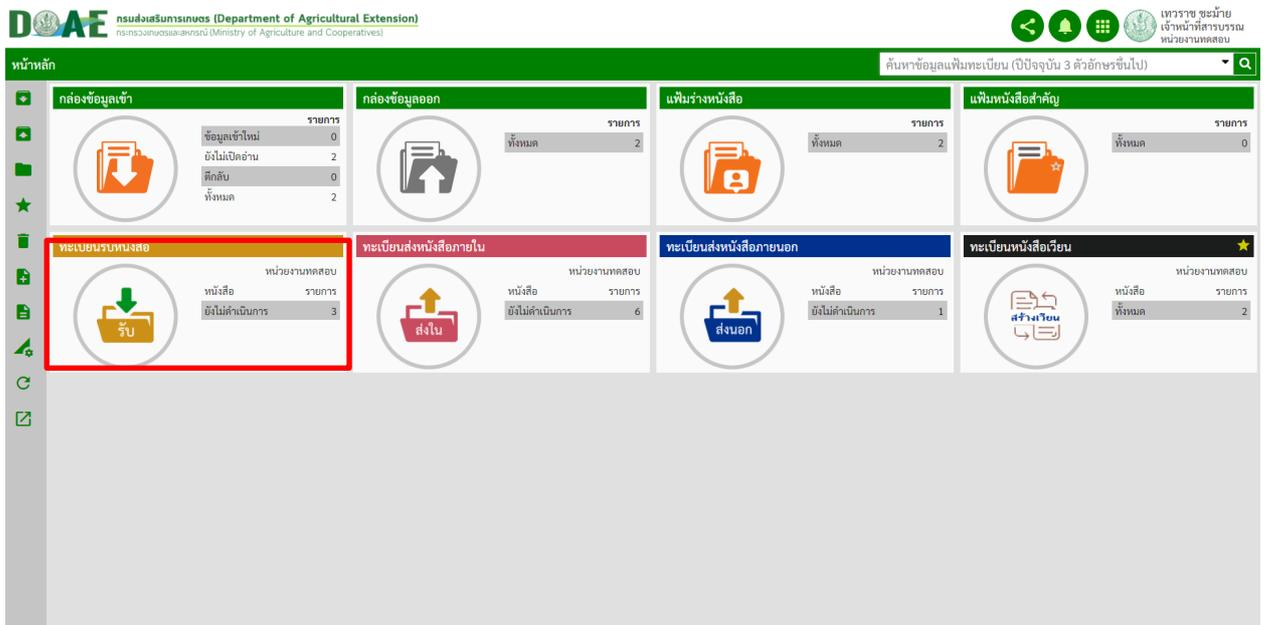 DOAE
กรมส่งเสริมการเกษตร (Department of Agricultural Extension)
กระทรวงเกษตรและสหกรณ์ (Ministry of Agriculture and Cooperatives)
เทวราช ชะม้าย
เจ้าหน้าที่สารบรรณ
หน่วยงานทดสอบ
หน้าหลัก
ค้นหาข้อมูลแฟ้มทะเบียน (ปีปัจจุบัน 3 ตัวอักษรขึ้นไป)
กล่องข้อมูลเข้า
รายการ
ข้อมูลเข้าใหม่ 0
ยังไม่เปิดอ่าน 2
ตีกลับ 0
ทั้งหมด 2
กล่องข้อมูลออก
รายการ
ทั้งหมด 2
แฟ้มร่างหนังสือ
รายการ
ทั้งหมด 2
แฟ้มหนังสือสำคัญ
รายการ
ทั้งหมด 0
ทะเบียนรับหนังสือ
หน่วยงานทดสอบ
หนังสือ รายการ
ยังไม่ดำเนินการ 3
รับ
ทะเบียนส่งหนังสือภายใน
หน่วยงานทดสอบ
หนังสือ รายการ
ยังไม่ดำเนินการ 6
ส่งใน
ทะเบียนส่งหนังสือภายนอก
หน่วยงานทดสอบ
หนังสือ รายการ
ยังไม่ดำเนินการ 1
ส่งนอก
ทะเบียนหนังสือเวียน
หน่วยงานทดสอบ
หนังสือ รายการ
ทั้งหมด 2
สร้างเวียน